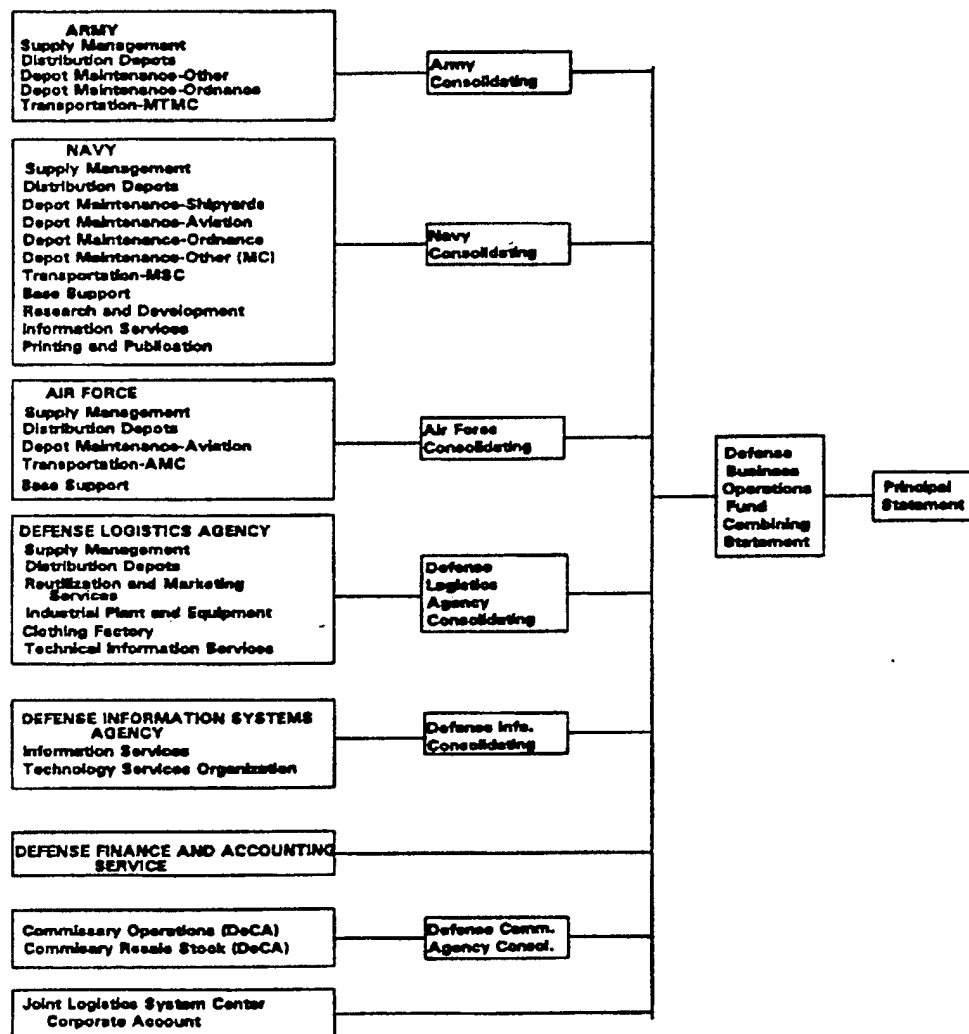 ARMY
Supply Management
Distribution Depots
Depot Maintenance-Other
Depot Maintenance-Ordnance
Transportation-MTMC
Army
Consolidating
NAVY
Supply Management
Distribution Depots
Depot Maintenance-Shipyards
Depot Maintenance-Aviation
Depot Maintenance-Ordnance
Depot Maintenance-Other (MC)
Transportation-MSC
Base Support
Research and Development
Information Services
Printing and Publication
Navy
Consolidating
AIR FORCE
Supply Management
Distribution Depots
Depot Maintenance-Aviation
Transportation-AMC
Base Support
Air Force
Consolidating
DEFENSE LOGISTICS AGENCY
Supply Management
Distribution Depots
Reutilization and Marketing
Services
Industrial Plant and Equipment
Clothing Factory
Technical Information Services
Defense
Logistics
Agency
Consolidating
DEFENSE INFORMATION SYSTEMS
AGENCY
Information Services
Technology Services Organization
Defense Info.
Consolidating
DEFENSE FINANCE AND ACCOUNTING
SERVICE
Commissary Operations (DeCA)
Commisary Resale Stock (DeCA)
Defense Comm.
Agency Consol.
Joint Logistics System Center
Corporate Account
Defense
Business
Operations
Fund
Combining
Statement
Principal
Statement